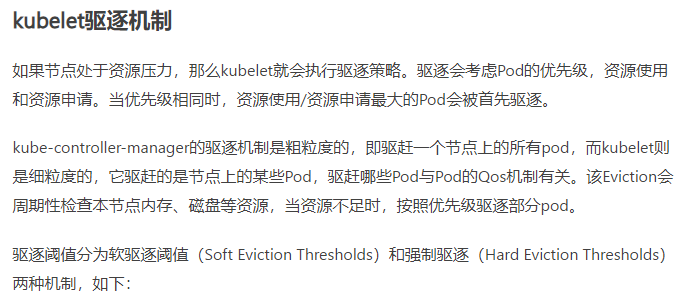 kubelet驱逐机制
如果节点处于资源压力，那么kubelet就会执行驱逐策略。驱逐会考虑Pod的优先级，资源使用
和资源申请。当优先级相同时，资源使用/资源申请最大的Pod会被首先驱逐。
kube-controller-manager的驱逐机制是粗粒度的，即驱赶一个节点上的所有pod，而kubelet则
是细粒度的，它驱赶的是节点上的某些Pod，驱赶哪些Pod与Pod的Qos机制有关。该Eviction会
周期性检查本节点内存、磁盘等资源，当资源不足时，按照优先级驱逐部分pod。
驱逐阈值分为软驱逐阈值（Soft Eviction Thresholds）和强制驱逐（Hard Eviction Thresholds）
两种机制，如下：